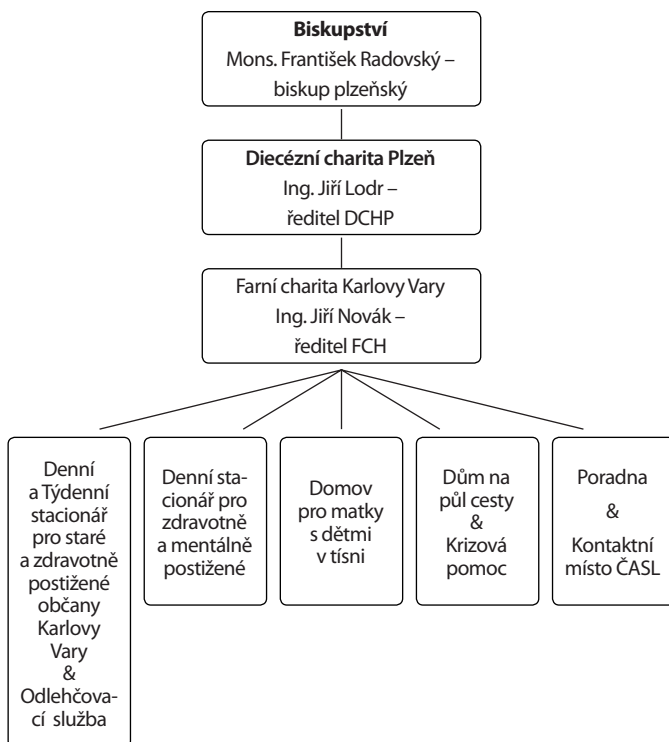 Biskupství
Mons. František Radovský –
biskup plzeňský
Diecézní charita Plzeň
Ing. Jiří Lodr –
ředitel DCHP
Farní charita Karlovy Vary
Ing. Jiří Novák –
ředitel FCH
Denní
a Týdenní
stacionář
pro staré
a zdravotně
postižené
občany
Karlovy
Vary
&
Odlehčova-
cí služba
Denní sta-
cionář pro
zdravotně
a mentálně
postižené
Domov
pro matky
s dětmi
v tísni
Dům na
půl cesty
&
Krizová
pomoc
Poradna
&
Kontaktní
místo ČASL